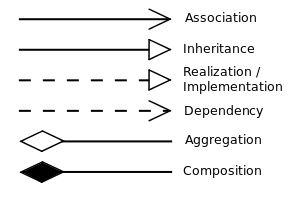 Association
Inheritance
Realization /
Implementation
Dependency
Aggregation
Composition